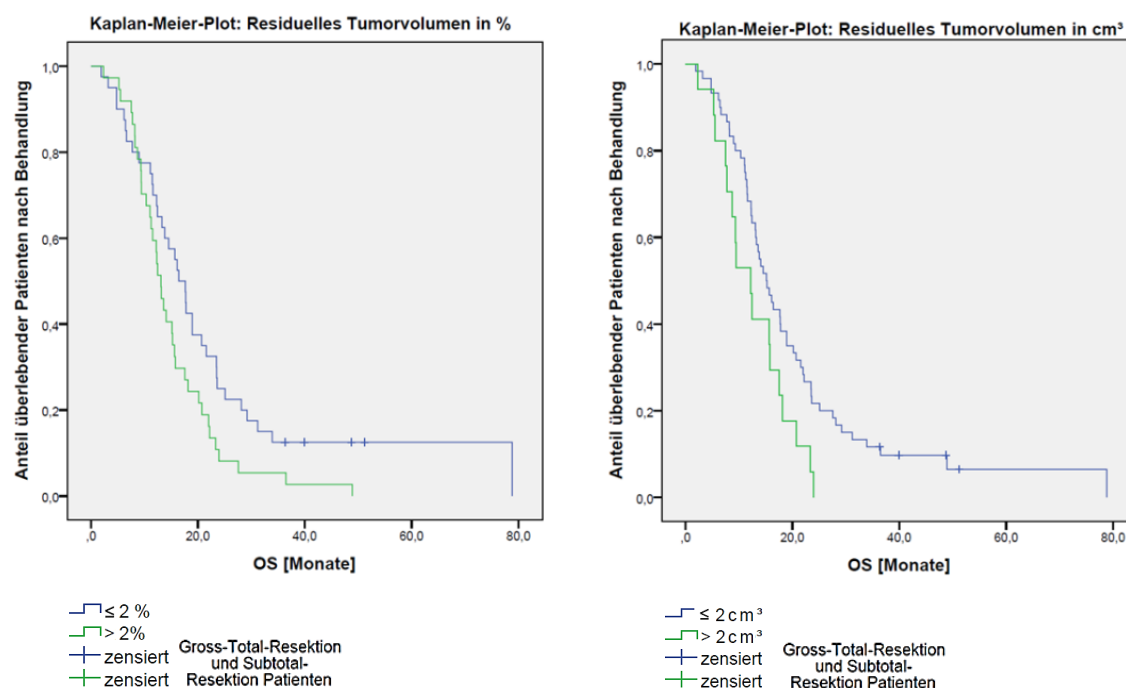 Kaplan-Meier-Plot: Residuelles Tumorvolumen in %
Anteil überlebender Patienten nach Behandlung
1,0
0,8
0,6
0,4
0,2
0,0
,0
20,0
40,0
60,0
80,0
OS [Monate]
≤ 2 %
> 2%
zensiert
zensiert
Gross-Total-Resektion
und Subtotal-
Resektion Patienten
Kaplan-Meier-Plot: Residuelles Tumorvolumen in cm³
Anteil überlebender Patienten nach Behandlung
1,0
0,8
0,6
0,4
0,2
0,0
,0
20,0
40,0
60,0
80,0
OS [Monate]
≤ 2cm³
> 2cm³
zensiert
zensiert
Gross-Total-Resektion
und Subtotal-
Resektion Patienten